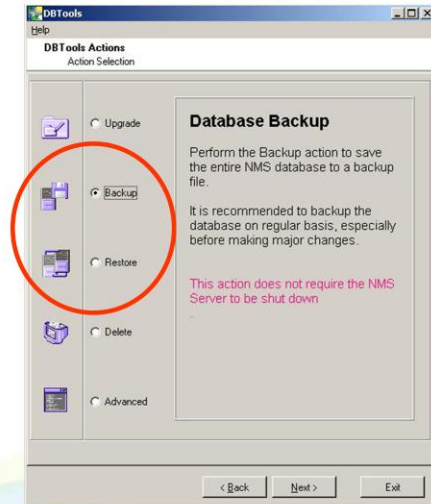 DBTools
Help
DBTools Actions
Action Selection
Upgrade
Backup
Restore
Delete
Advanced
Database Backup
Perform the Backup action to save
the entire NMS database to a backup
file.
It is recommended to backup the
database on regular basis, especially
before making major changes.
This action does not require the NMS
Server to be shut down
.
< Back
Next >
Exit